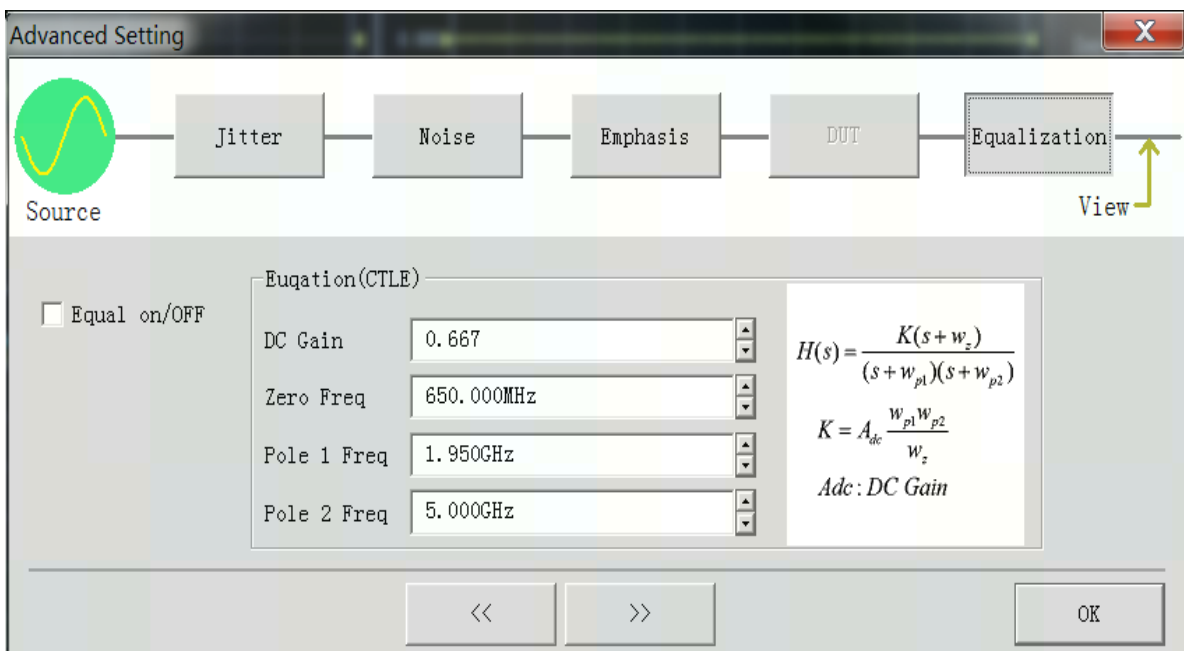 Advanced Setting
X
Jitter
Noise
Emphasis
DUT
Equalization
Source
View
Equal on/OFF
Euqation(CTLE)
DC Gain 0.667
Zero Freq 650.000MHz
Pole 1 Freq 1.950GHz
Pole 2 Freq 5.000GHz
H(s) = K(s + w_z) / (s + w_p1)(s + w_p2)
K = A_dc w_p1 w_p2 / w_z
Adc : DC Gain
<<
>>
OK